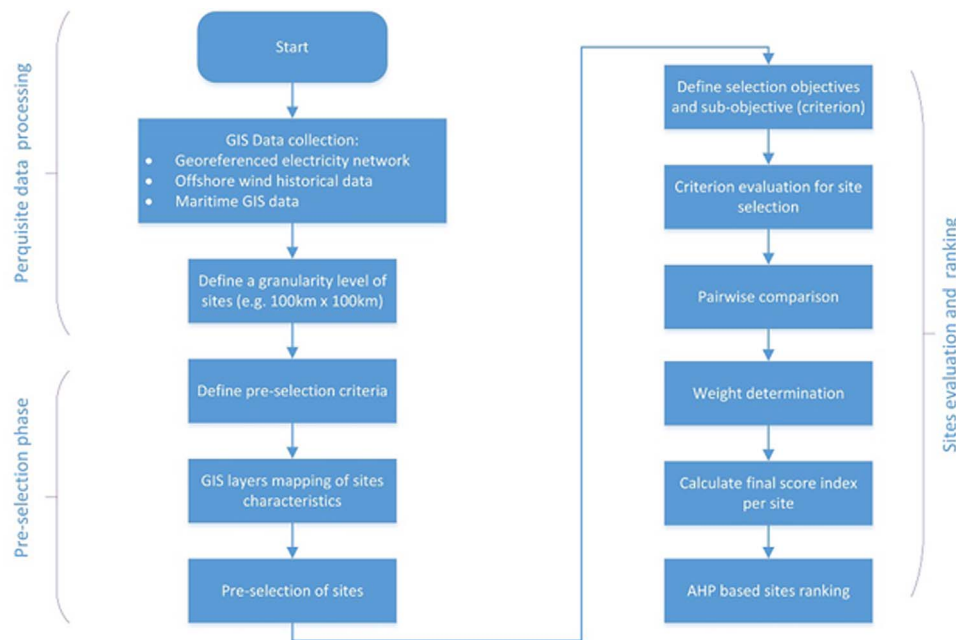 Perquisite data processing
Start
GIS Data collection:
• Georeferenced electricity network
• Offshore wind historical data
• Maritime GIS data
Define a granularity level of
sites (e.g. 100km x 100km)
Pre-selection phase
Define pre-selection criteria
GIS layers mapping of sites
characteristics
Pre-selection of sites
Define selection objectives
and sub-objective (criterion)
Criterion evaluation for site
selection
Pairwise comparison
Weight determination
Calculate final score index
per site
AHP based sites ranking
Sites evaluation and ranking